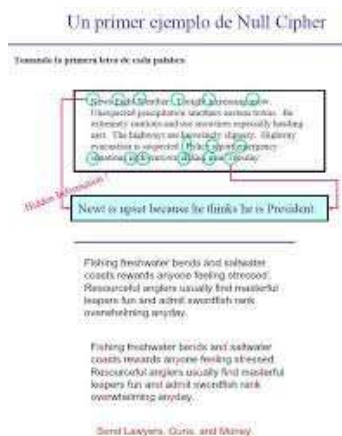 Un primer ejemplo de Null Cipher
Tomando la primera letra de cada palabra
News Eight Weather: Tonight increasing snow.
Unexpected precipitation smothers eastern towns. Be
extremely cautious and use snowtires especially heading
east. The highways are knowingly slippery. Highway
evacuation is suspected. Police report emergency
situations in downtown ending near Tuesday
Hidden Information !
Newt is upset because he thinks he is President
Fishing freshwater bends and saltwater
coasts rewards anyone feeling stressed.
Resourceful anglers usually find masterful
leapers fun and admit swordfish rank
overwhelming anyday.
Fishing freshwater bends and saltwater
coasts rewards anyone feeling stressed.
Resourceful anglers usually find masterful
leapers fun and admit swordfish rank
overwhelming anyday.
Send Lawyers, Guns, and Money